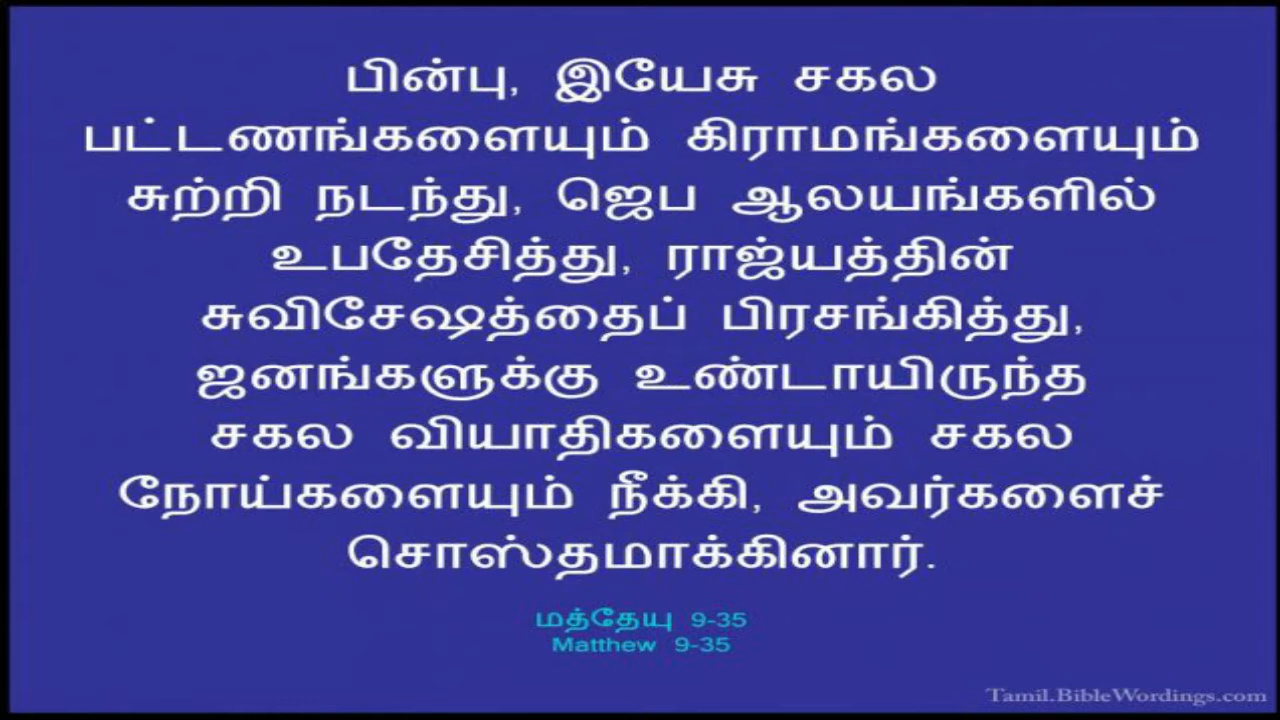 பின்பு, இயேசு சகல
பட்டணங்களையும் கிராமங்களையும்
சுற்றி நடந்து, ஜெப ஆலயங்களில்
உபதேசித்து, ராஜ்யத்தின்
சுவிசேஷத்தைப் பிரசங்கித்து,
ஜனங்களுக்கு உண்டாயிருந்த
சகல வியாதிகளையும் சகல
நோய்களையும் நீக்கி, அவர்களைச்
சொஸ்தமாக்கினார்.
மத்தேயு 9-35
Matthew 9-35
Tamil.BibleWordings.com